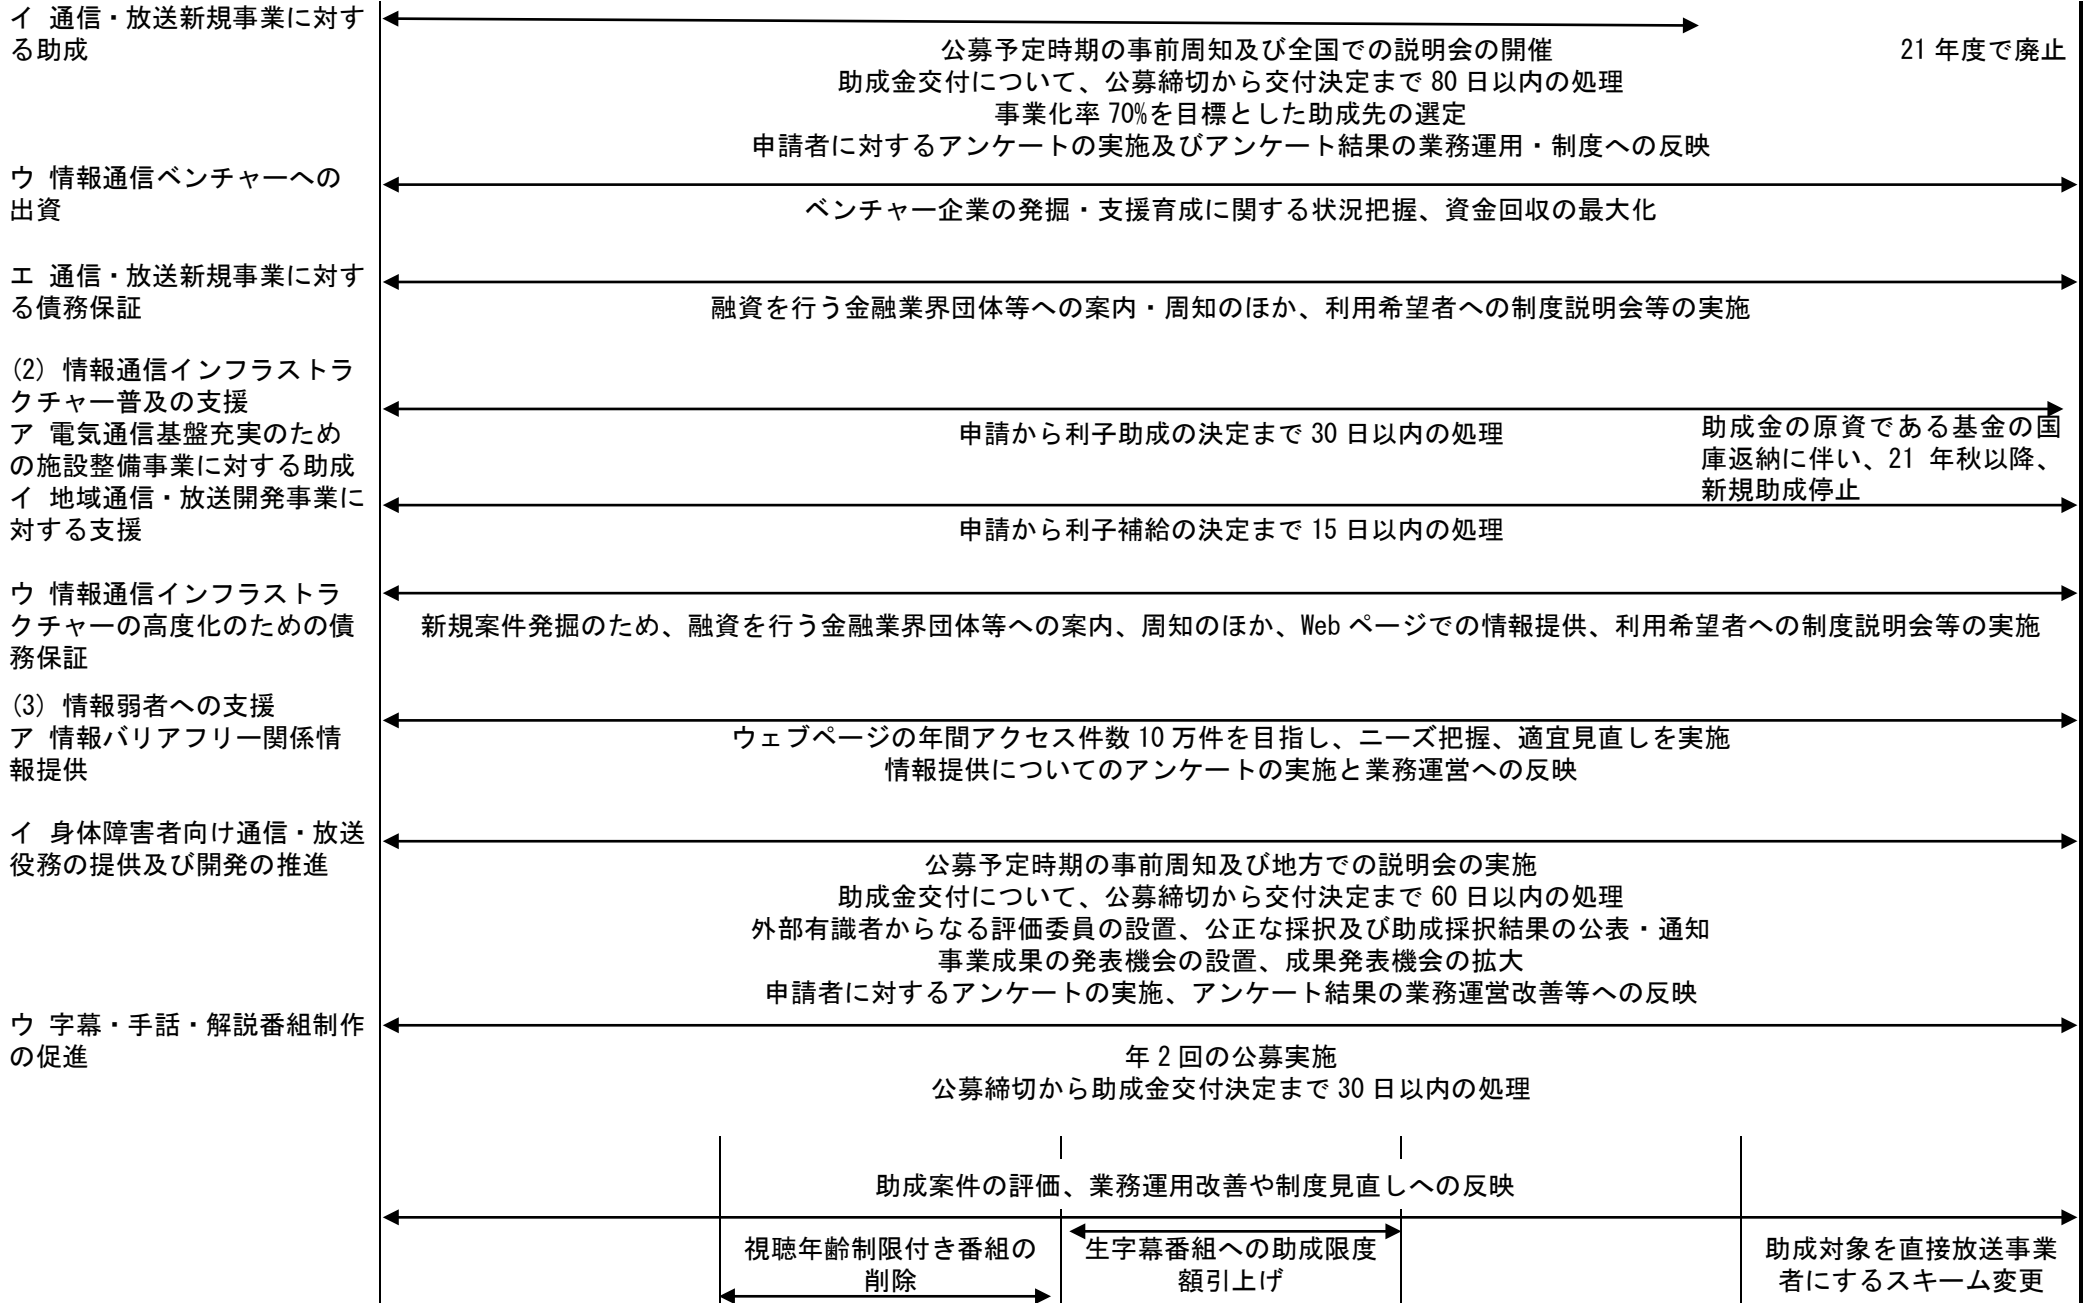 イ 通信・放送新規事業に対す
る助成
公募予定時期の事前周知及び全国での説明会の開催
21 年度で廃止
助成金交付について、公募締切から交付決定まで 80 日以内の処理
事業化率 70%を目標とした助成先の選定
申請者に対するアンケートの実施及びアンケート結果の業務運用・制度への反映
ウ 情報通信ベンチャーへの
出資
ベンチャー企業の発掘・支援育成に関する状況把握、資金回収の最大化
エ 通信・放送新規事業に対す
る債務保証
融資を行う金融業界団体等への案内・周知のほか、利用希望者への制度説明会等の実施
(2) 情報通信インフラストラ
クチャー普及の支援
ア 電気通信基盤充実のため
の施設整備事業に対する助成
申請から利子助成の決定まで 30 日以内の処理
助成金の原資である基金の国
庫返納に伴い、21 年秋以降、
新規助成停止
イ 地域通信・放送開発事業に
対する支援
申請から利子補給の決定まで 15 日以内の処理
ウ 情報通信インフラストラ
クチャーの高度化のための債
務保証
新規案件発掘のため、融資を行う金融業界団体等への案内、周知のほか、Web ページでの情報提供、利用希望者への制度説明会等の実施
(3) 情報弱者への支援
ア 情報バリアフリー関係情
報提供
ウェブページの年間アクセス件数 10 万件を目指し、ニーズ把握、適宜見直しを実施
情報提供についてのアンケートの実施と業務運営への反映
イ 身体障害者向け通信・放送
役務の提供及び開発の推進
公募予定時期の事前周知及び地方での説明会の実施
助成金交付について、公募締切から交付決定まで 60 日以内の処理
外部有識者からなる評価委員の設置、公正な採択及び助成採択結果の公表・通知
事業成果の発表機会の設置、成果発表機会の拡大
申請者に対するアンケートの実施、アンケート結果の業務運営改善等への反映
ウ 字幕・手話・解説番組制作
の促進
年 2 回の公募実施
公募締切から助成金交付決定まで 30 日以内の処理
助成案件の評価、業務運用改善や制度見直しへの反映
視聴年齢制限付き番組の
削除
生字幕番組への助成限度
額引上げ
助成対象を直接放送事業
者にするスキーム変更